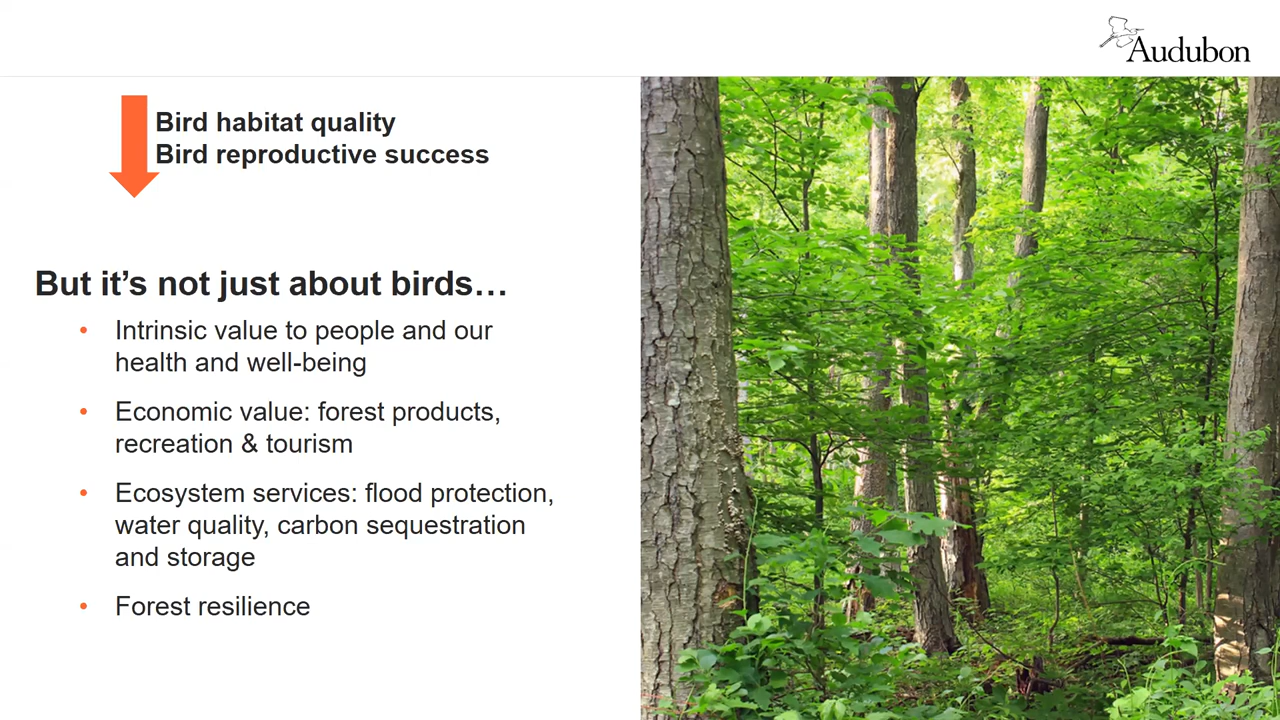 Audubon
Bird habitat quality
Bird reproductive success
But it’s not just about birds…
• Intrinsic value to people and our
health and well-being
• Economic value: forest products,
recreation & tourism
• Ecosystem services: flood protection,
water quality, carbon sequestration
and storage
• Forest resilience